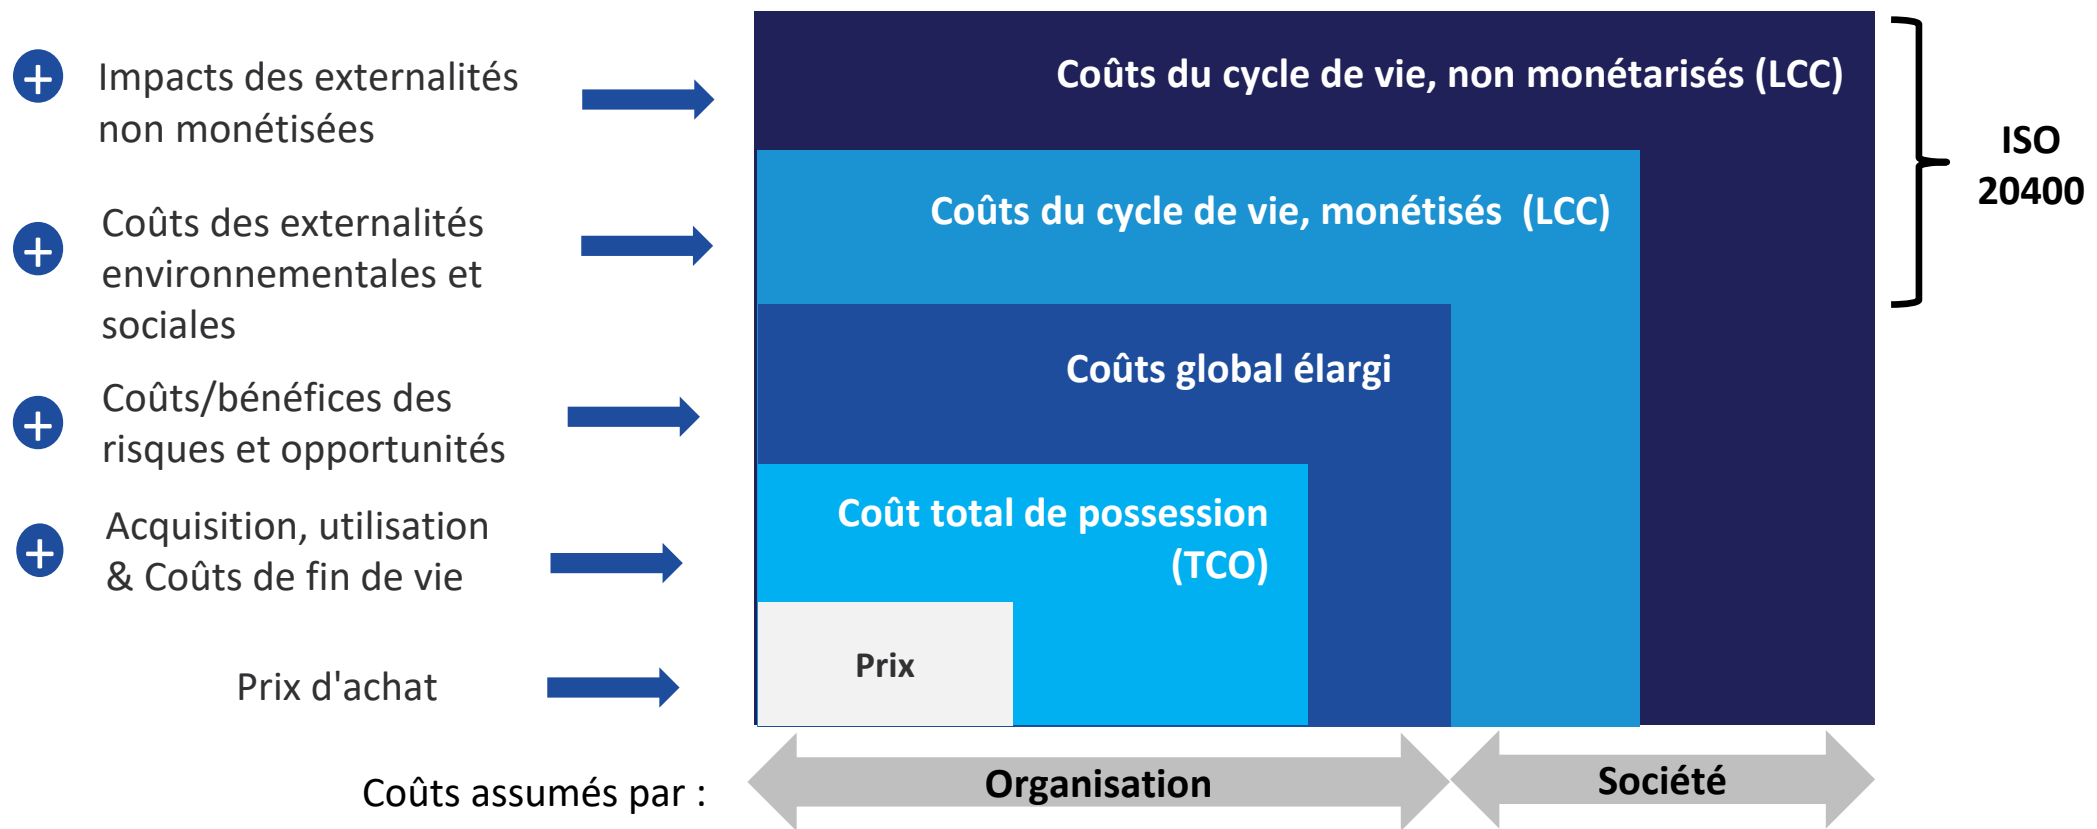 + Impacts des externalités
non monétisées
Coûts du cycle de vie, non monétarisés (LCC)
ISO
20400
+ Coûts des externalités
environnementales et
sociales
Coûts du cycle de vie, monétisés (LCC)
+ Coûts/bénéfices des
risques et opportunités
Coûts global élargi
+ Acquisition, utilisation
& Coûts de fin de vie
Coût total de possession
(TCO)
Prix d'achat
Prix
Coûts assumés par :
Organisation
Société